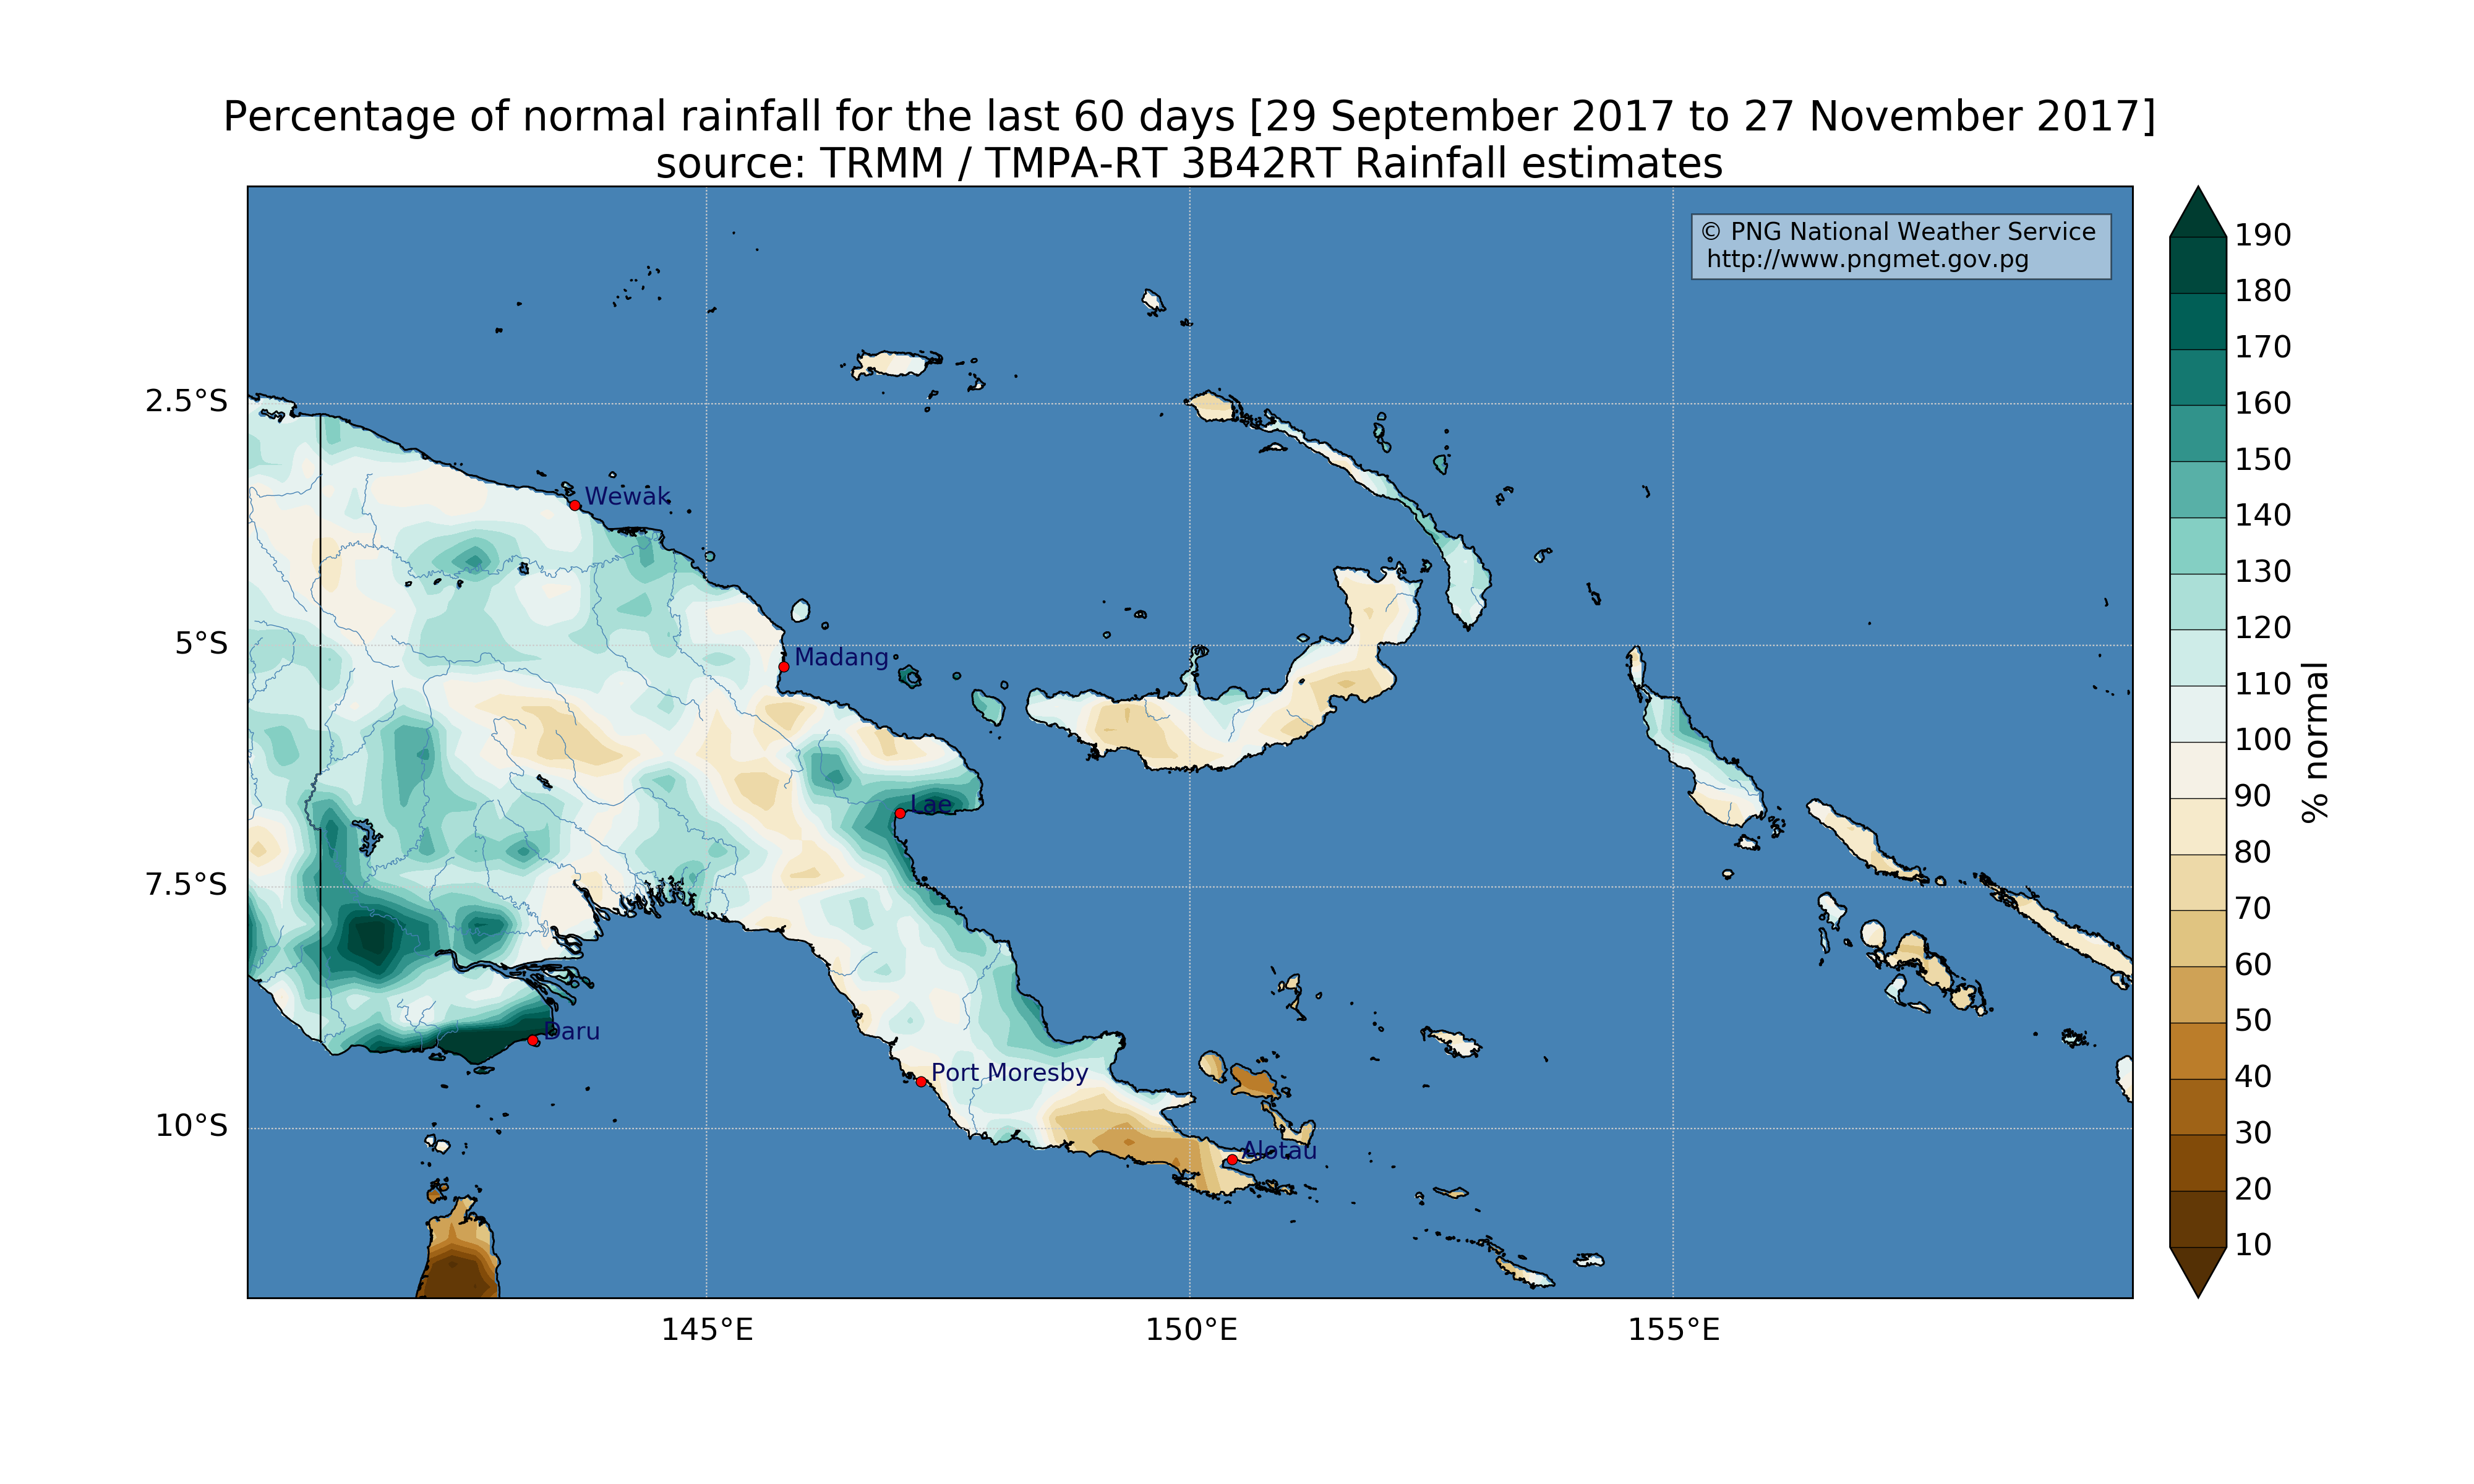 Percentage of normal rainfall for the last 60 days [29 September 2017 to 27 November 2017]
source: TRMM / TMPA-RT 3B42RT Rainfall estimates
© PNG National Weather Service
http://www.pngmet.gov.pg
2.5°S
5°S
7.5°S
10°S
Wewak
Madang
Lae
Daru
Port Moresby
Alotau
145°E
150°E
155°E
190
180
170
160
150
140
130
120
110
100
90
80
70
60
50
40
30
20
10
% normal